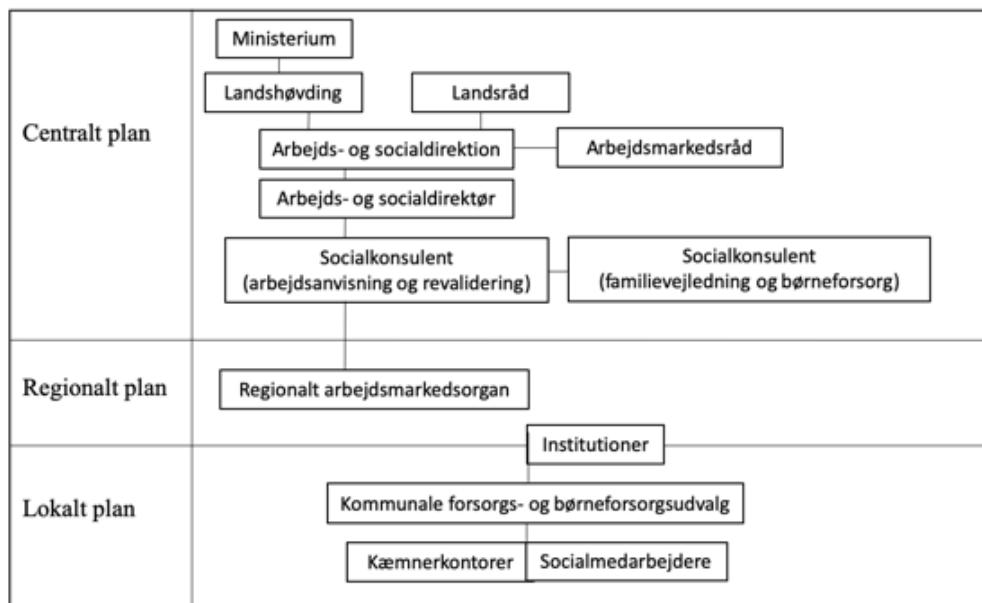 Ministerium
Landshøvding
Landsråd
Centralt plan
Arbejds- og socialdirektion
Arbejdsmarkedsråd
Arbejds- og socialdirektør
Socialkonsulent
(arbejdsanvisning og revalidering)
Socialkonsulent
(familievejledning og børneforsorg)
Regionalt plan
Regionalt arbejdsmarkedsorgan
Institutioner
Lokalt plan
Kommunale forsorgs- og børneforsorgsudvalg
Kæmnerkontorer
Socialmedarbejdere